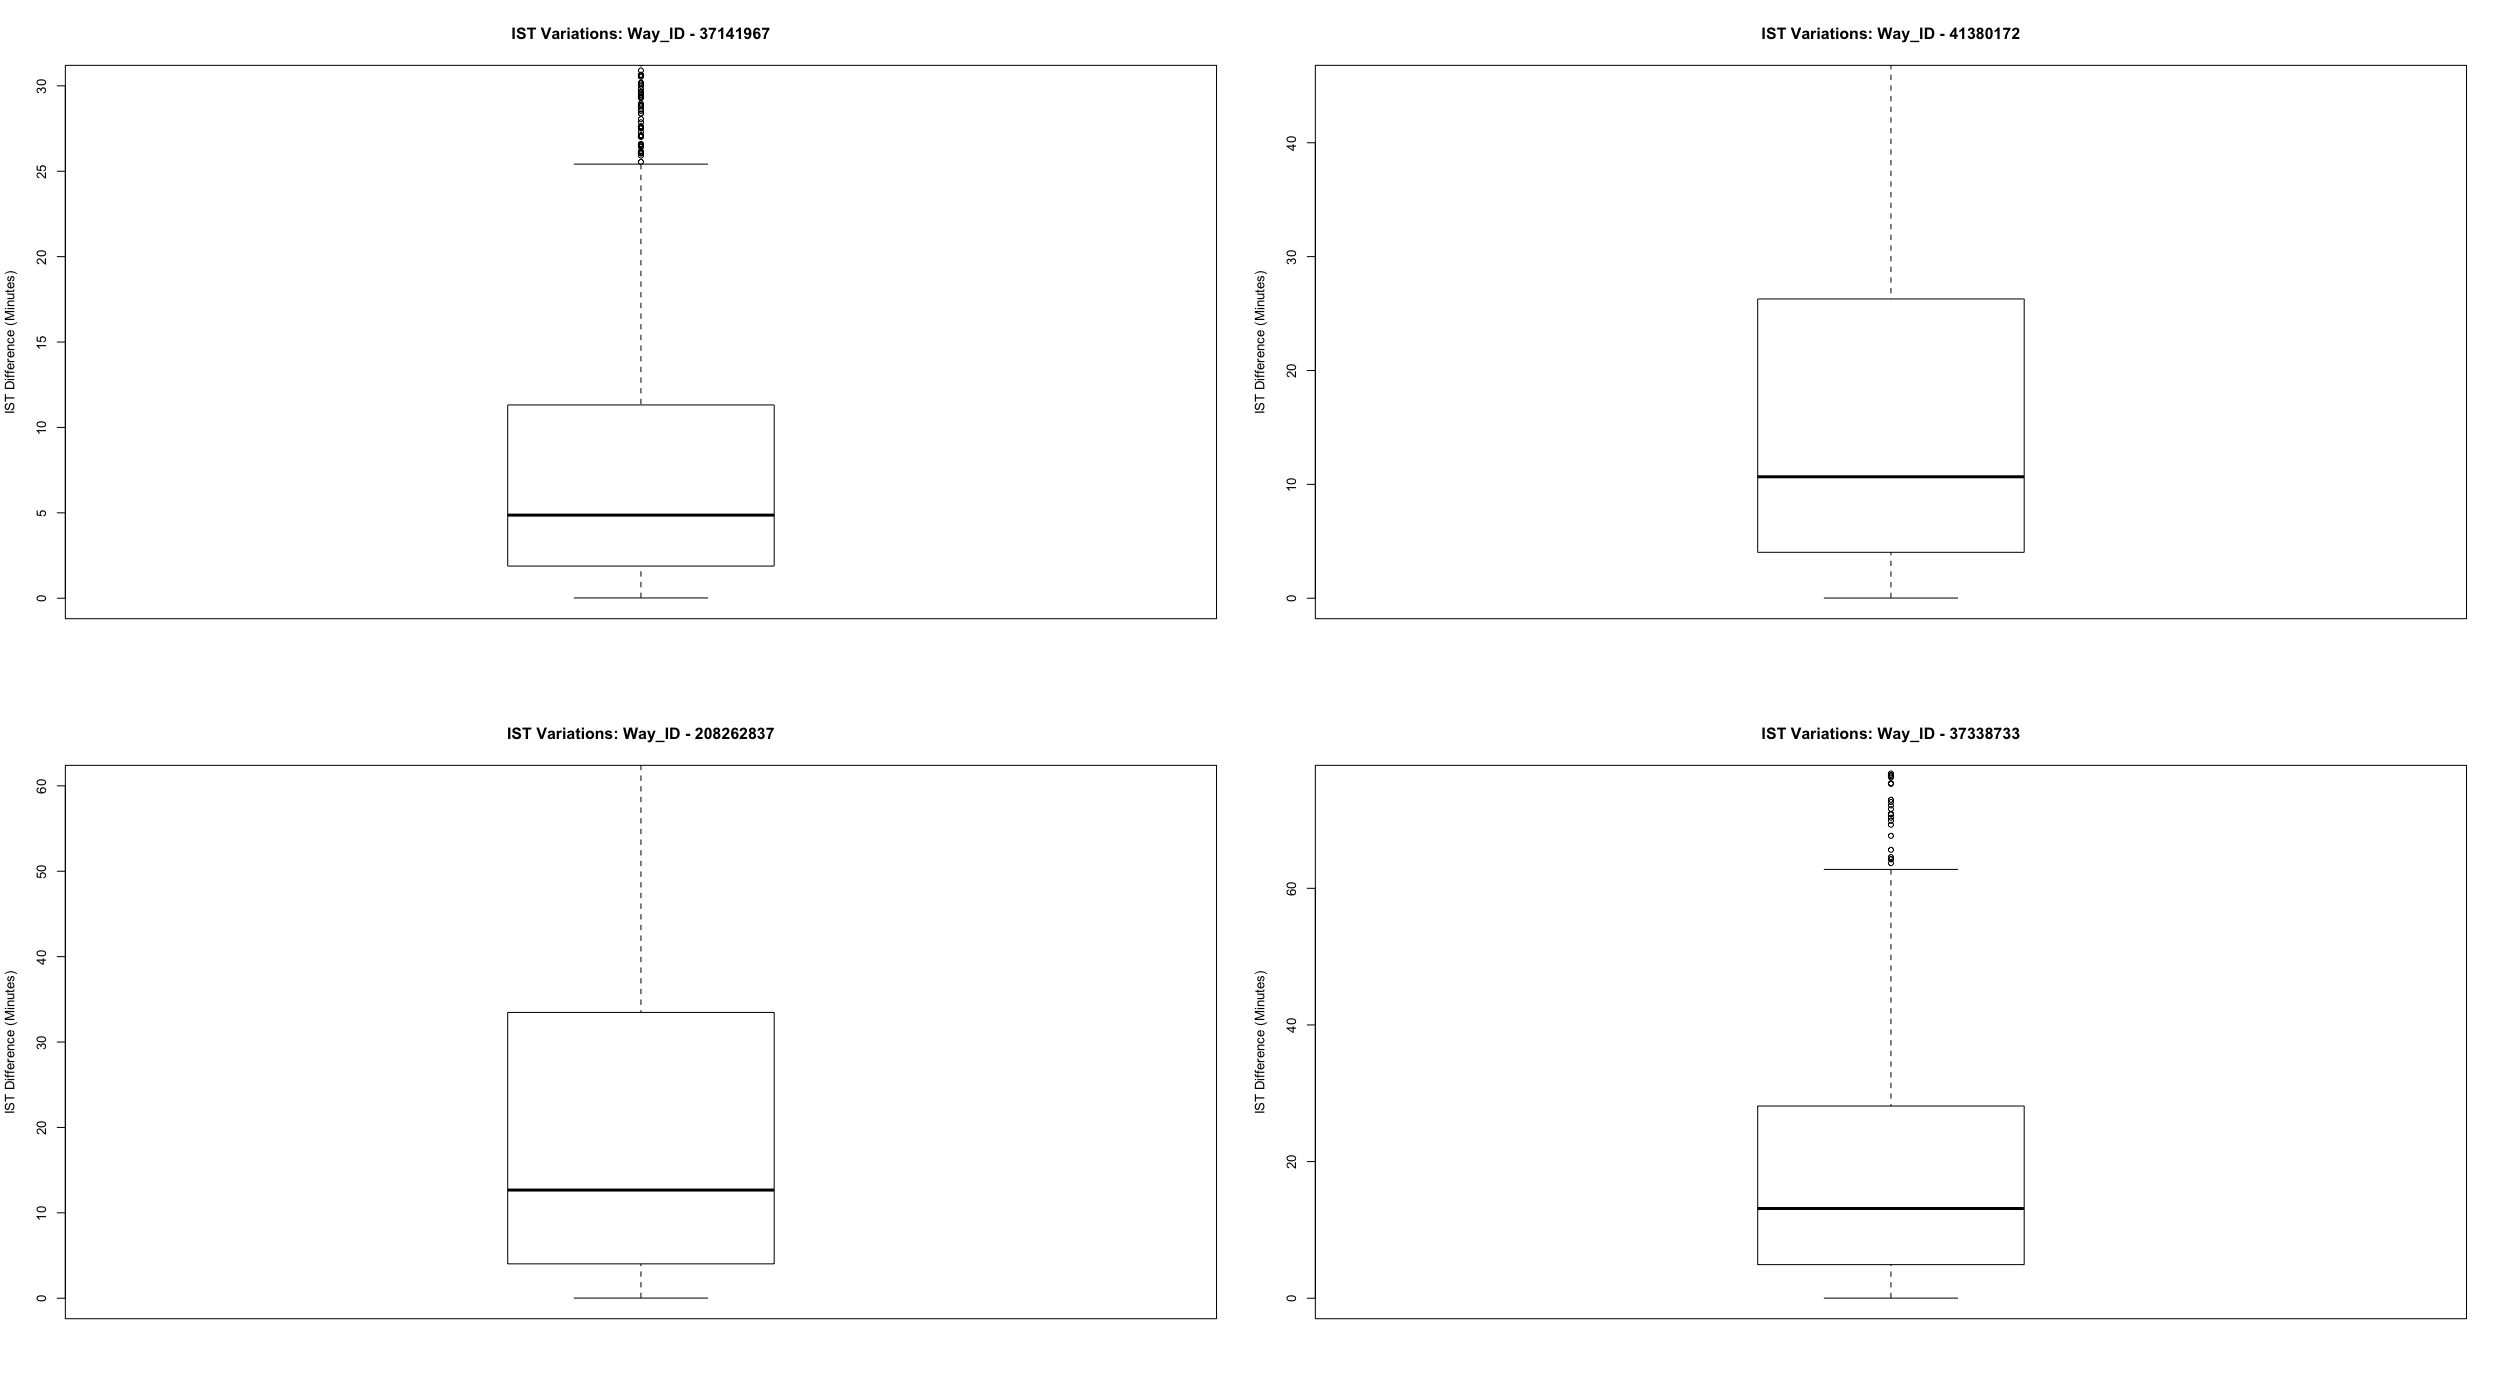 IST Variations: Way_ID - 37141967
IST Difference (Minutes)
30
25
20
15
10
5
0
IST Variations: Way_ID - 41380172
IST Difference (Minutes)
40
30
20
10
0
IST Variations: Way_ID - 208262837
IST Difference (Minutes)
60
50
40
30
20
10
0
IST Variations: Way_ID - 37338733
IST Difference (Minutes)
60
40
20
0